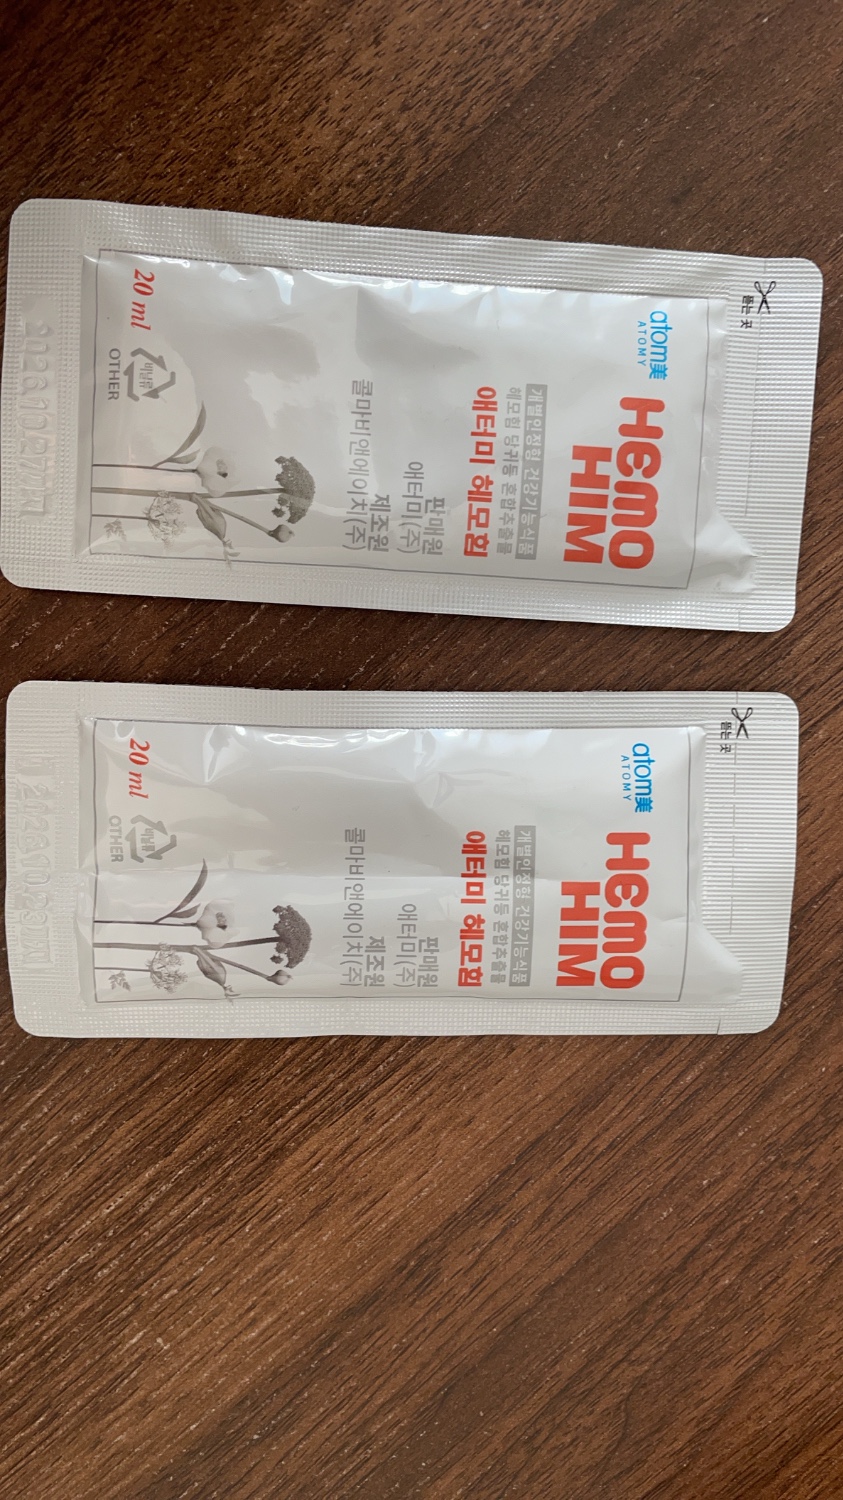 뜯는 곳
atom美
ATOMY
HEMO
HIM
개별인정형 건강기능식품
헤모힘 당귀등 혼합추출물
애터미 헤모힘
판매원
애터미(주)
제조원
콜마비앤에이치(주)
비닐류
OTHER
20 ml
뜯는 곳
atom美
ATOMY
HEMO
HIM
개별인정형 건강기능식품
헤모힘 당귀등 혼합추출물
애터미 헤모힘
판매원
애터미(주)
제조원
콜마비앤에이치(주)
비닐류
OTHER
20 ml